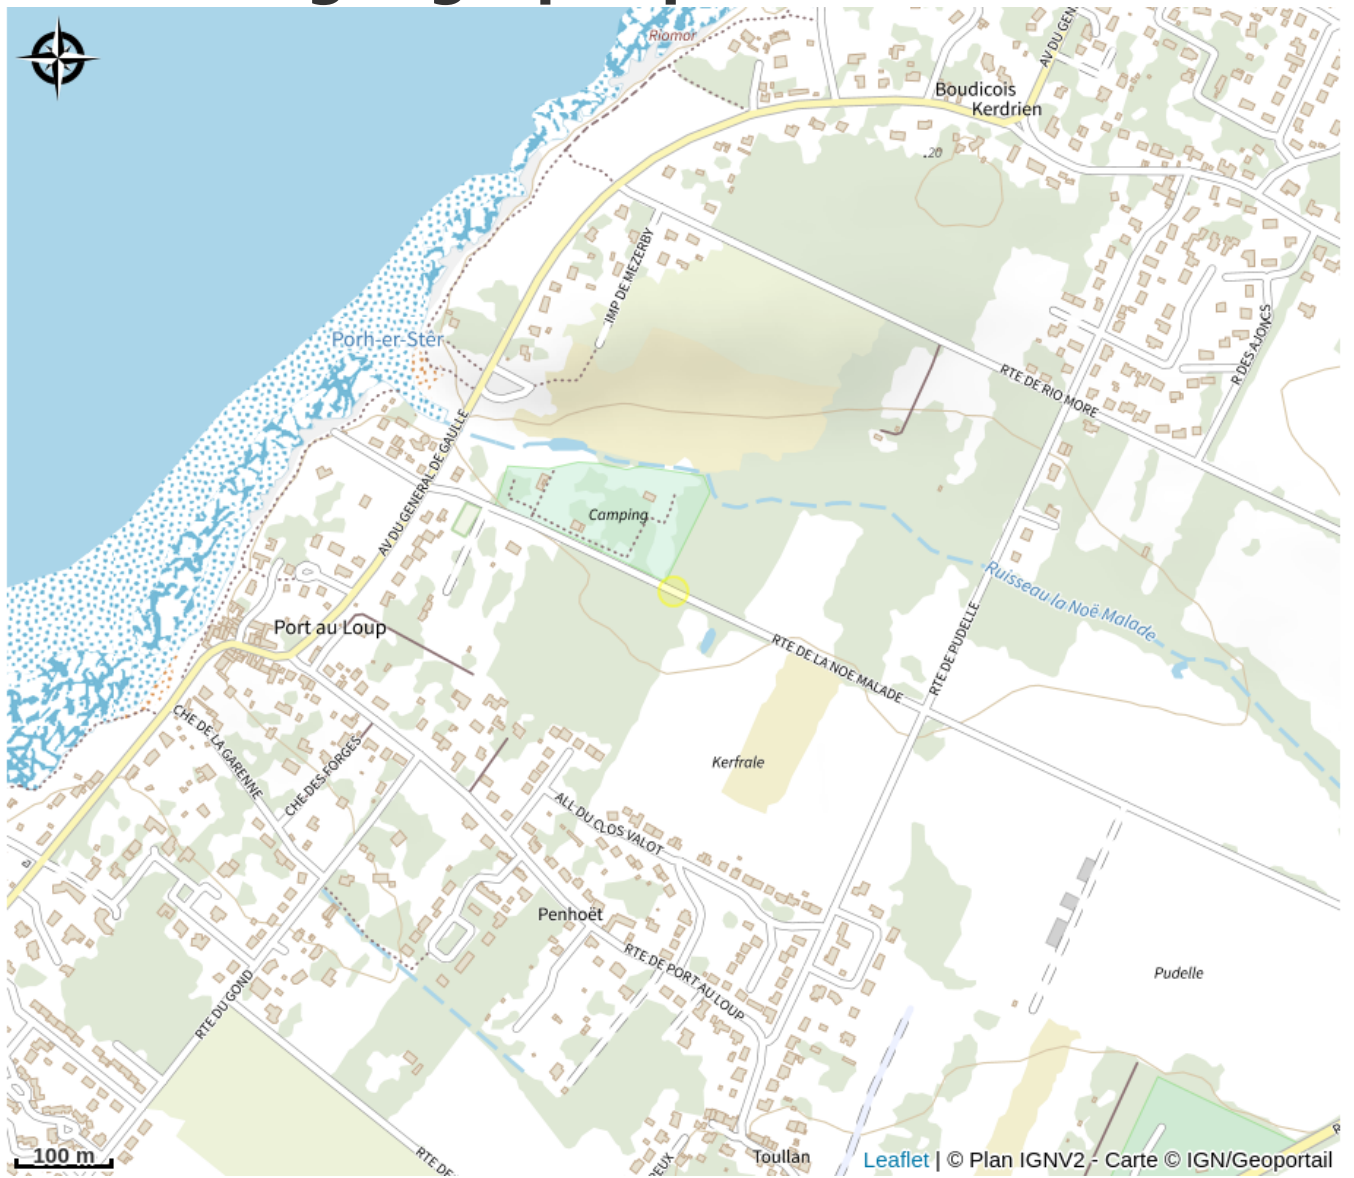 Riomor
AV DU GEN
Boudicois
Kerdrien
20
IMP DE MEZERBY
Porh-er-Stêr
RTE DE RIO MORE
R DES AJONCS
AV DU GENERAL DE GAULLE
Camping
Ruisseau la Noë Malade
Port au Loup
RTE DE LA NOE MALADE
RTE DE PUDELLE
CHE DE LA GARENNE
CHE DES FORGES
Kerfrale
ALL DU CLOS VALOT
Penhoët
RTE DE PORT AU LOUP
Pudelle
RTE DU GOND
100 m
RTE DE
EUX
Toullan
R
Leaflet | © Plan IGNV2 - Carte © IGN/Geoportail